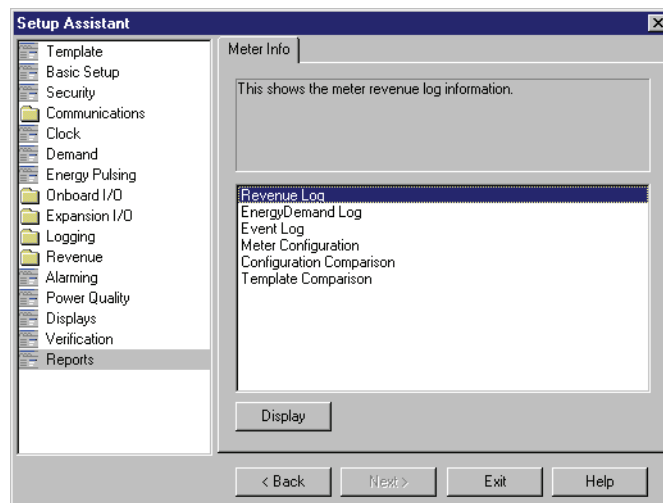 Setup Assistant
Template
Basic Setup
Security
Communications
Clock
Demand
Energy Pulsing
Onboard I/O
Expansion I/O
Logging
Revenue
Alarming
Power Quality
Displays
Verification
Reports
Meter Info
This shows the meter revenue log information.
Revenue Log
EnergyDemand Log
Event Log
Meter Configuration
Configuration Comparison
Template Comparison
Display
< Back
Next >
Exit
Help